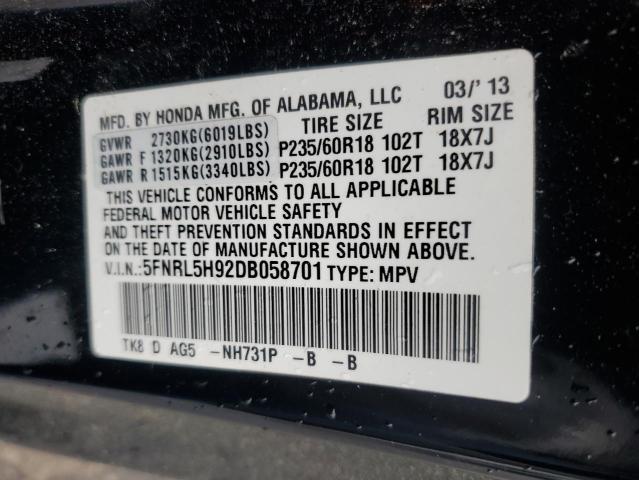 MFD. BY HONDA MFG. OF ALABAMA, LLC 03/'13
TIRE SIZE RIM SIZE
GVWR 2730KG(6019LBS)
GAWR F 1320KG(2910LBS) P235/60R18 102T 18X7J
GAWR R 1515KG(3340LBS) P235/60R18 102T 18X7J
THIS VEHICLE CONFORMS TO ALL APPLICABLE
FEDERAL MOTOR VEHICLE SAFETY
AND THEFT PREVENTION STANDARDS IN EFFECT
ON THE DATE OF MANUFACTURE SHOWN ABOVE.
V.I.N.:5FNRL5H92DB058701 TYPE: MPV
TK8 D AG5 -NH731P -B -B